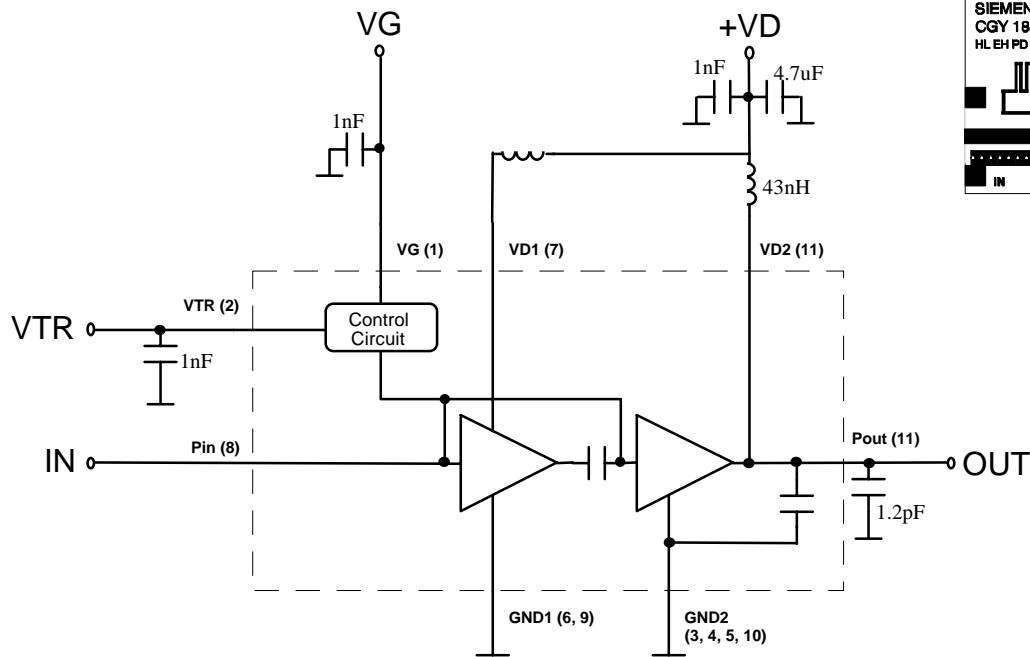 VG
+VD
SIEMEN
CGY 18
HL EH PD
1nF
4.7uF
1nF
43nH
IN
VG (1)
VD1 (7)
VD2 (11)
VTR (2)
VTR
Control
Circuit
1nF
IN
Pin (8)
Pout (11)
OUT
1.2pF
GND1 (6, 9)
GND2
(3, 4, 5, 10)